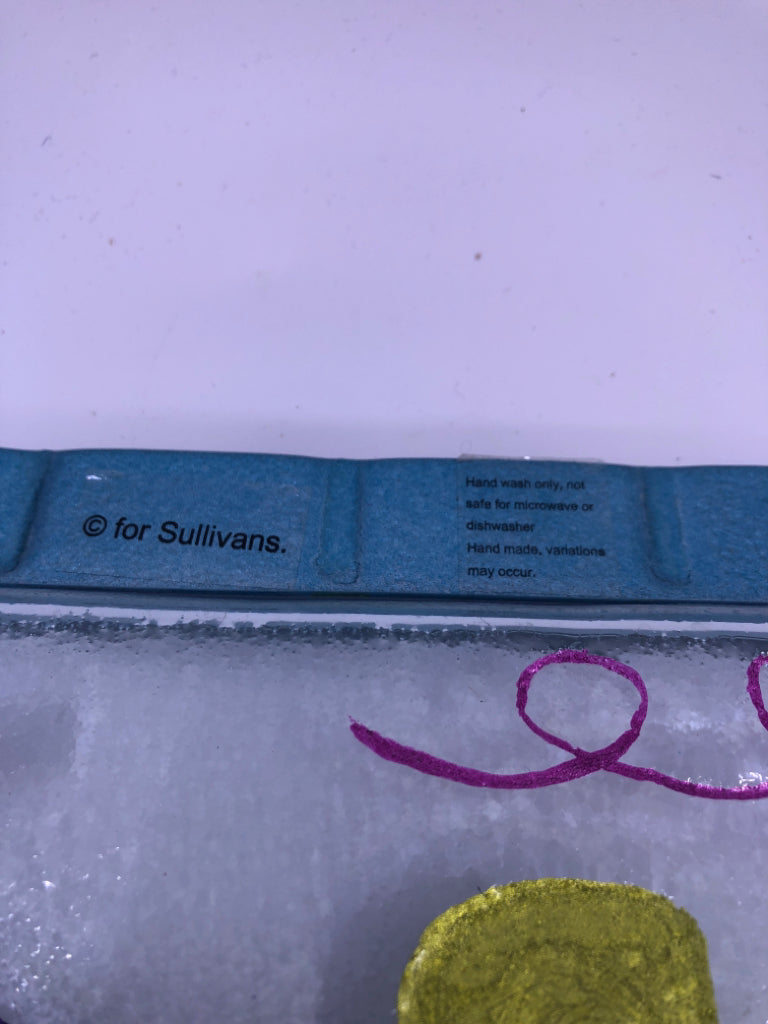 © for Sullivans.
Hand wash only, not
safe for microwave or
dishwasher
Hand made, variations
may occur.